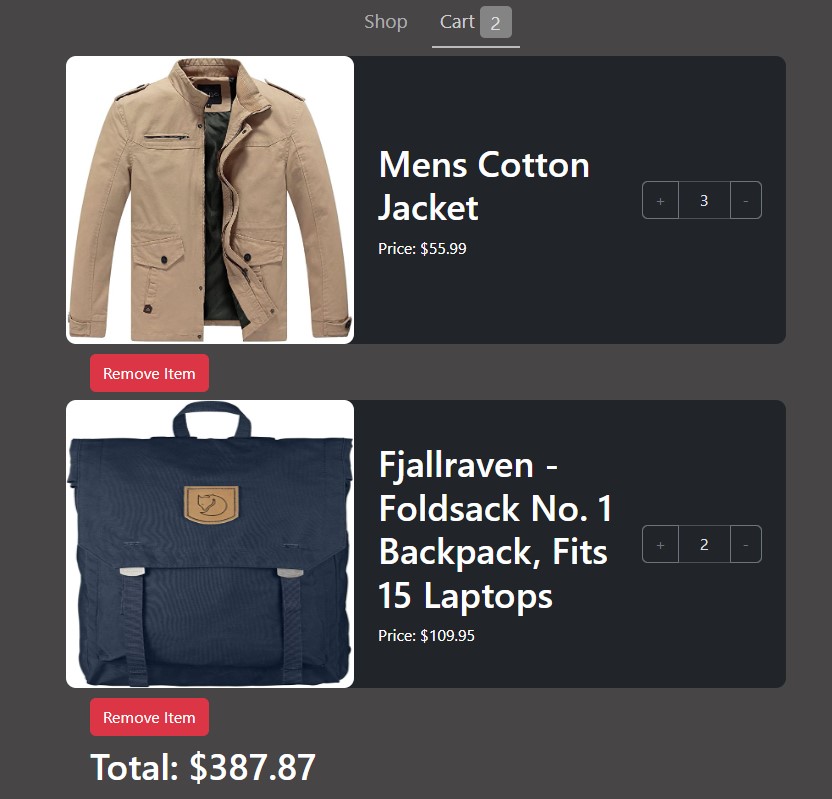 Shop
Cart 2
Mens Cotton
Jacket
+ 3 -
Price: $55.99
Remove Item
Fjallraven -
Foldsack No. 1
Backpack, Fits
15 Laptops
+ 2 -
Price: $109.95
Remove Item
Total: $387.87